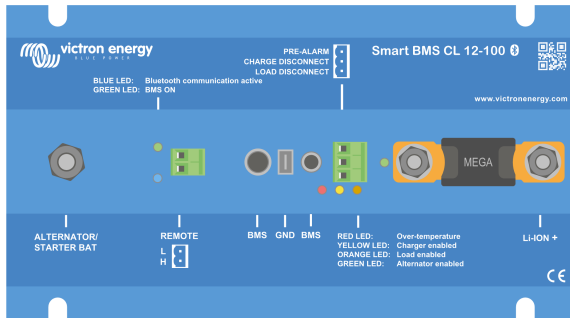 victron energy
BLUE POWER
PRE-ALARM
CHARGE DISCONNECT
LOAD DISCONNECT
Smart BMS CL 12-100
BLUE LED: Bluetooth communication active
GREEN LED: BMS ON
www.victronenergy.com
MEGA
ALTERNATOR/
STARTER BAT
REMOTE
L
H
BMS GND BMS
RED LED: Over-temperature
YELLOW LED: Charger enabled
ORANGE LED: Load enabled
GREEN LED: Alternator enabled
Li-ION +
CE